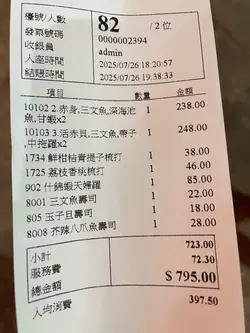 檯號/人數 82 / 2 位
發票號碼 0000002394
收銀員 admin
入座時間 2025/07/26 18:20:57
結賬時間 2025/07/26 19:38:33
項目 數量 金額
10102 2.赤身,三文魚,深海池魚,甜蝦x2 1 238.00
10103 3.活赤貝,三文魚,帶子,中拖羅x2 1 248.00
1734 鮮柑桔青提子梳打 1 36.00
1725 荔枝香桃梳打 1 46.00
902 什錦蝦天婦羅 1 85.00
8001 三文魚壽司 1 22.00
805 玉子旦壽司 1 18.00
8008 芥辣八爪魚壽司 1 28.00
小計 723.00
服務費 72.30
總金額 $ 795.00
人均消費 397.50